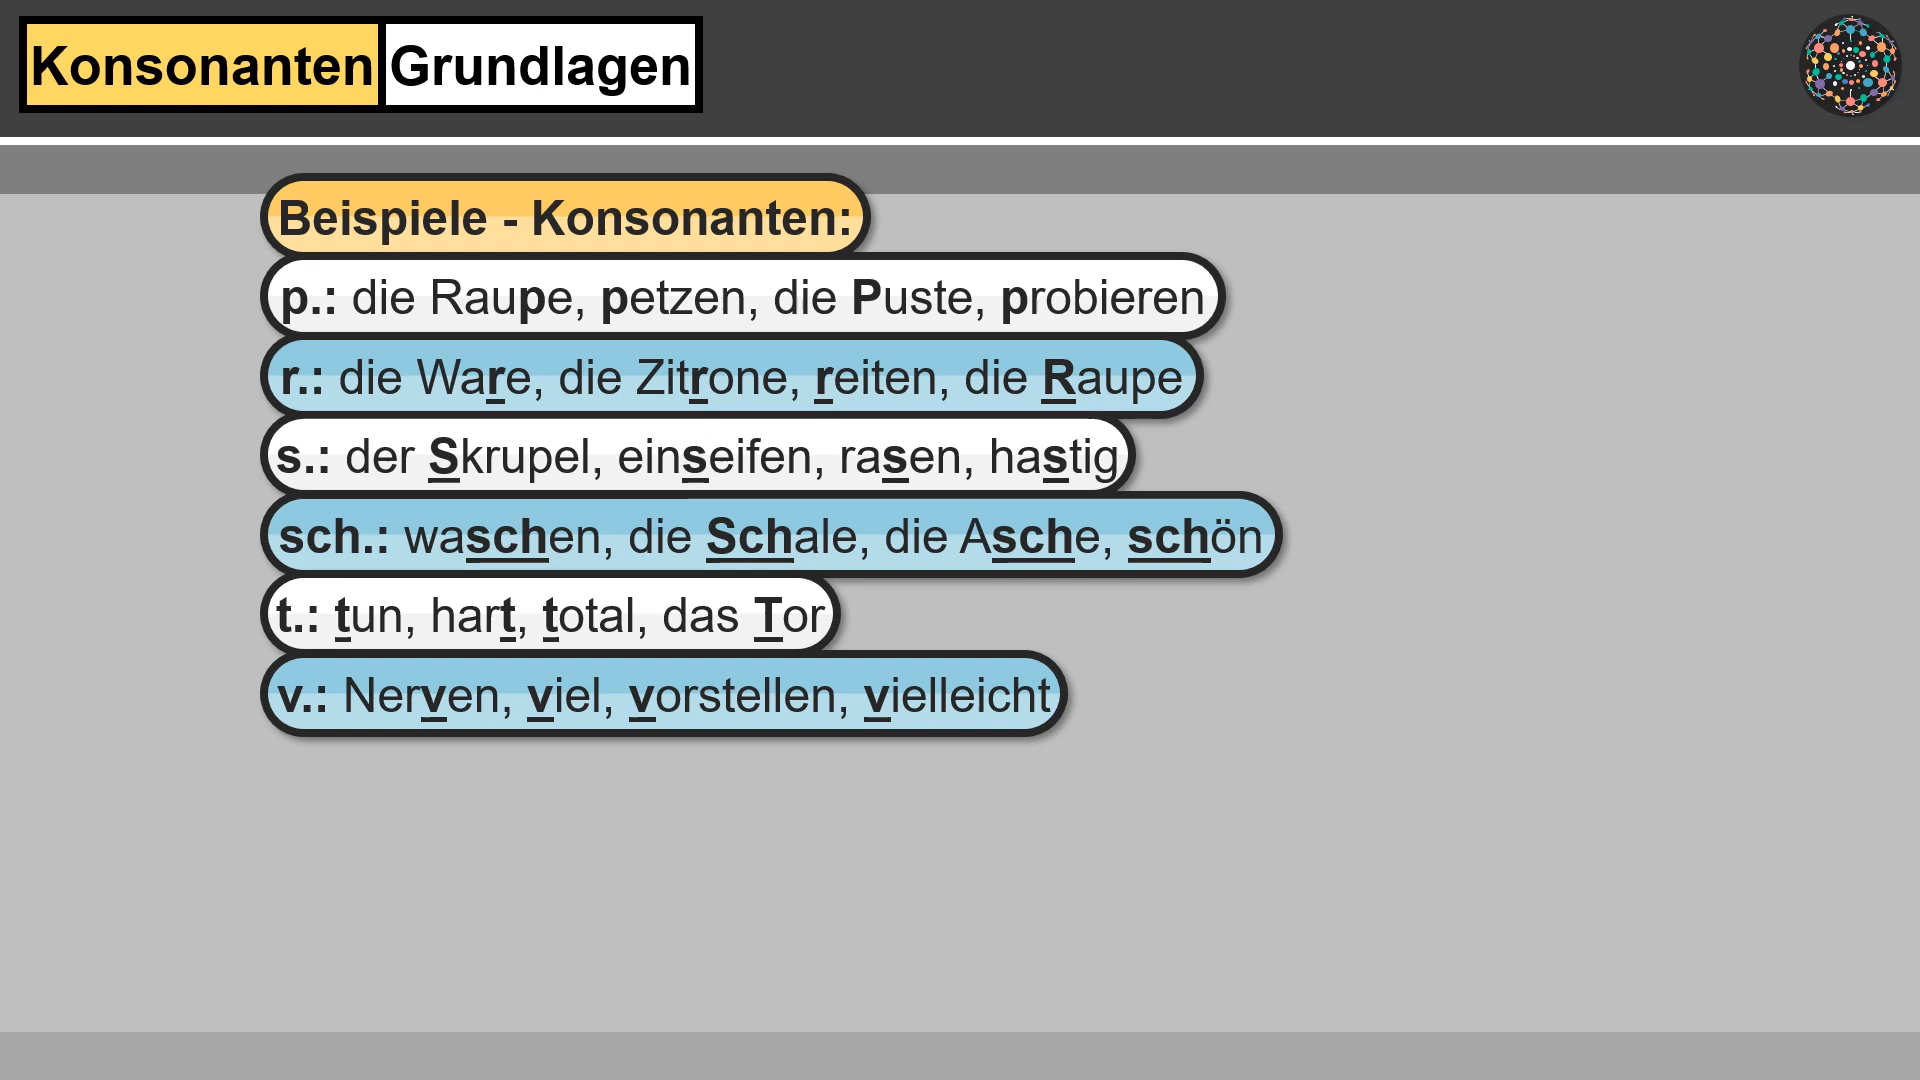 Konsonanten Grundlagen
Beispiele - Konsonanten:
p.: die Raupe, petzen, die Puste, probieren
r.: die Ware, die Zitrone, reiten, die Raupe
s.: der Skrupel, einseifen, rasen, hastig
sch.: waschen, die Schale, die Asche, schön
t.: tun, hart, total, das Tor
v.: Nerven, viel, vorstellen, vielleicht